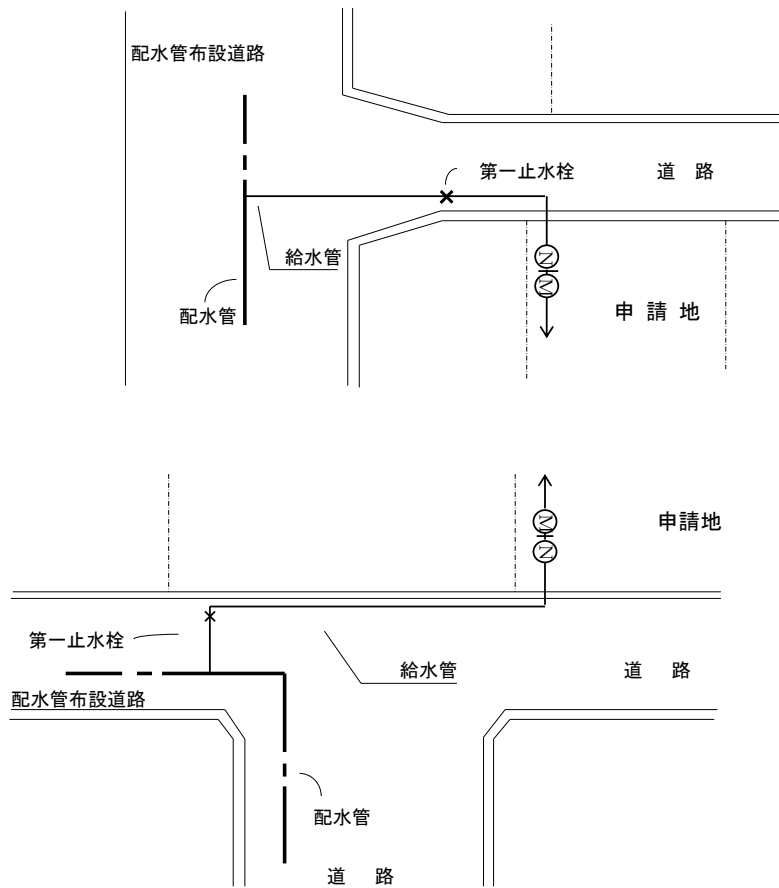 配水管布設道路
第一止水栓
道 路
給水管
N
M
配水管
申 請 地
M
N
申請地
第一止水栓
給水管
道 路
配水管布設道路
配水管
道 路